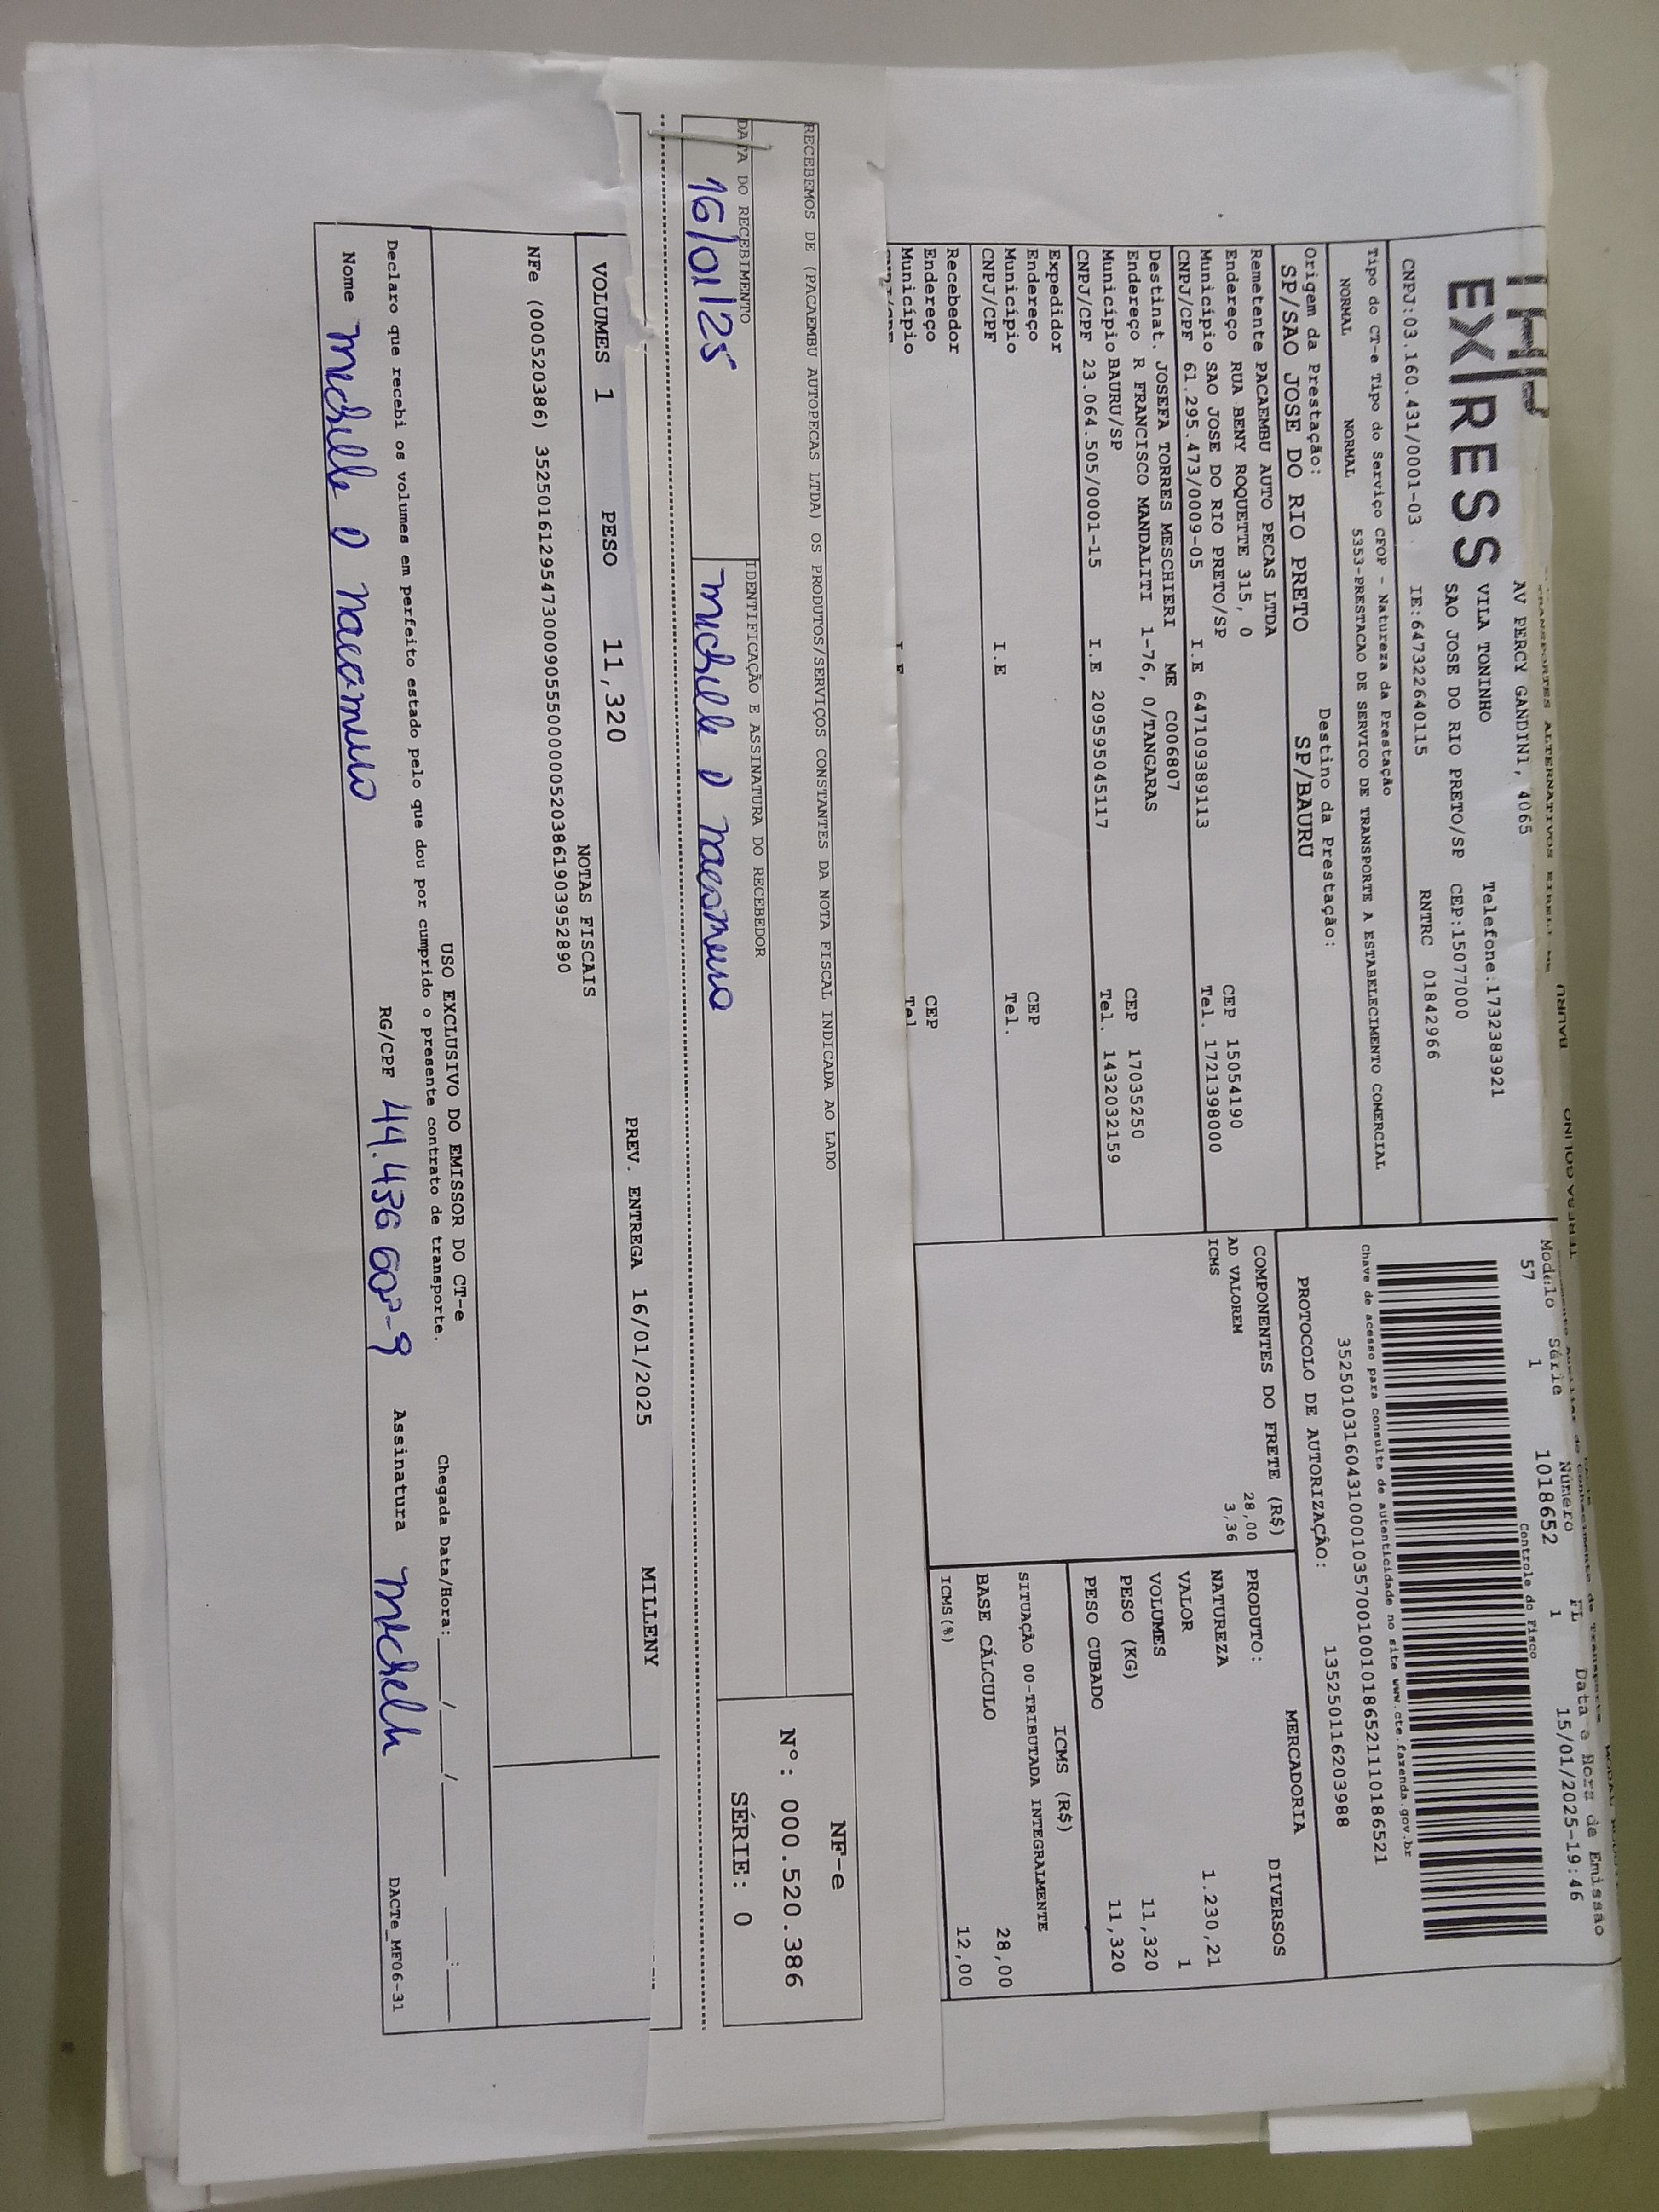 EXPRESS
AV PERCY GANDINI, 4065
VILA TONINHO Telefone:1732383921
SAO JOSE DO RIO PRETO/SP CEP:15077000
CNPJ:03.160.431/0001-03 IE:647322640115 RNTRC 01842966
Modelo Série Número FL Data e Hora de Emissão
57 1 1018652 1 15/01/2025-19:46
Controle do Fisco
Chave de acesso para consulta de autenticidade no site www.cte.fazenda.gov.br
35250103160431000103570010010186521110186521
PROTOCOLO DE AUTORIZAÇÃO: 135250116203988
Tipo do CT-e Tipo do Serviço CFOP - Natureza da Prestação
NORMAL NORMAL 5353-PRESTACAO DE SERVICO DE TRANSPORTE A ESTABELECIMENTO COMERCIAL
Origem da Prestação: Destino da Prestação:
SP/SAO JOSE DO RIO PRETO SP/BAURU
Remetente PACAEMBU AUTO PECAS LTDA
Endereço RUA BENY ROQUETTE 315, 0 CEP 15054190
Município SAO JOSE DO RIO PRETO/SP Tel. 1721398000
CNPJ/CPF 61.295.473/0009-05 I.E 647109389113
Destinat. JOSEFA TORRES MESCHIERI ME C006807
Endereço R FRANCISCO MANDALITI 1-76, 0/TANGARAS CEP 17035250
Município BAURU/SP Tel. 1432032159
CNPJ/CPF 23.064.505/0001-15 I.E 209595045117
Expedidor
Endereço CEP
Município Tel.
CNPJ/CPF I.E
Recebedor
Endereço CEP
Município Tel
COMPONENTES DO FRETE (R$)
AD VALOREM 28,00
ICMS 3,36
MERCADORIA
PRODUTO: DIVERSOS
NATUREZA
VALOR 1.230,21
VOLUMES 1
PESO (KG) 11,320
PESO CUBADO 11,320
ICMS (R$)
SITUAÇÃO 00-TRIBUTADA INTEGRALMENTE
BASE CÁLCULO 28,00
ICMS(%) 12,00
RECEBEMOS DE (PACAEMBU AUTOPECAS LTDA) OS PRODUTOS/SERVIÇOS CONSTANTES DA NOTA FISCAL INDICADA AO LADO
DATA DO RECEBIMENTO IDENTIFICAÇÃO E ASSINATURA DO RECEBEDOR
16/01/25 Michelle D
NF-e
Nº: 000.520.386
SÉRIE: 0
MILLENY
VOLUMES 1 PESO 11,320 PREV. ENTREGA 16/01/2025
NOTAS FISCAIS
NFe (000520386) 35250161295473000905550000005203861903952890
USO EXCLUSIVO DO EMISSOR DO CT-e
Declaro que recebi os volumes em perfeito estado pelo que dou por cumprido o presente contrato de transporte. Chegada Data/Hora: ____/____/______ ____:____
Nome Michelle D RG/CPF 44.436 602-9 Assinatura Michelle
DACTe_MF06-31